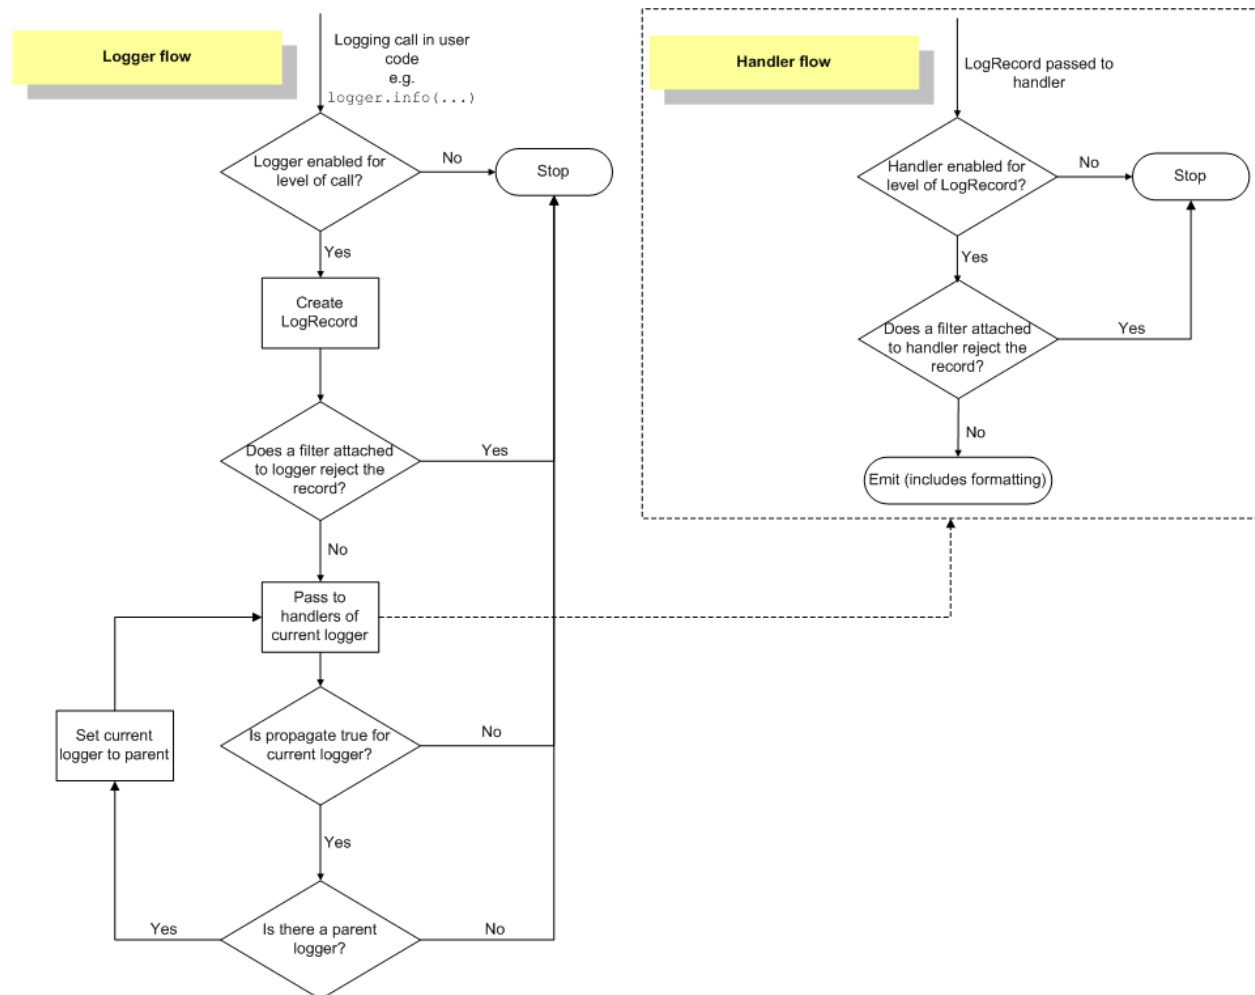 Logger flow
Logging call in user
code
e.g.
logger.info(...)
Logger enabled for
level of call?
No
Stop
Yes
Create
LogRecord
Does a filter attached
to logger reject the
record?
Yes
No
Pass to
handlers of
current logger
Set current
logger to parent
Is propagate true for
current logger?
No
Yes
Is there a parent
logger?
Yes
No
Handler flow
LogRecord passed to
handler
Handler enabled for
level of LogRecord?
No
Stop
Yes
Does a filter attached
to handler reject the
record?
Yes
No
Emit (includes formatting)